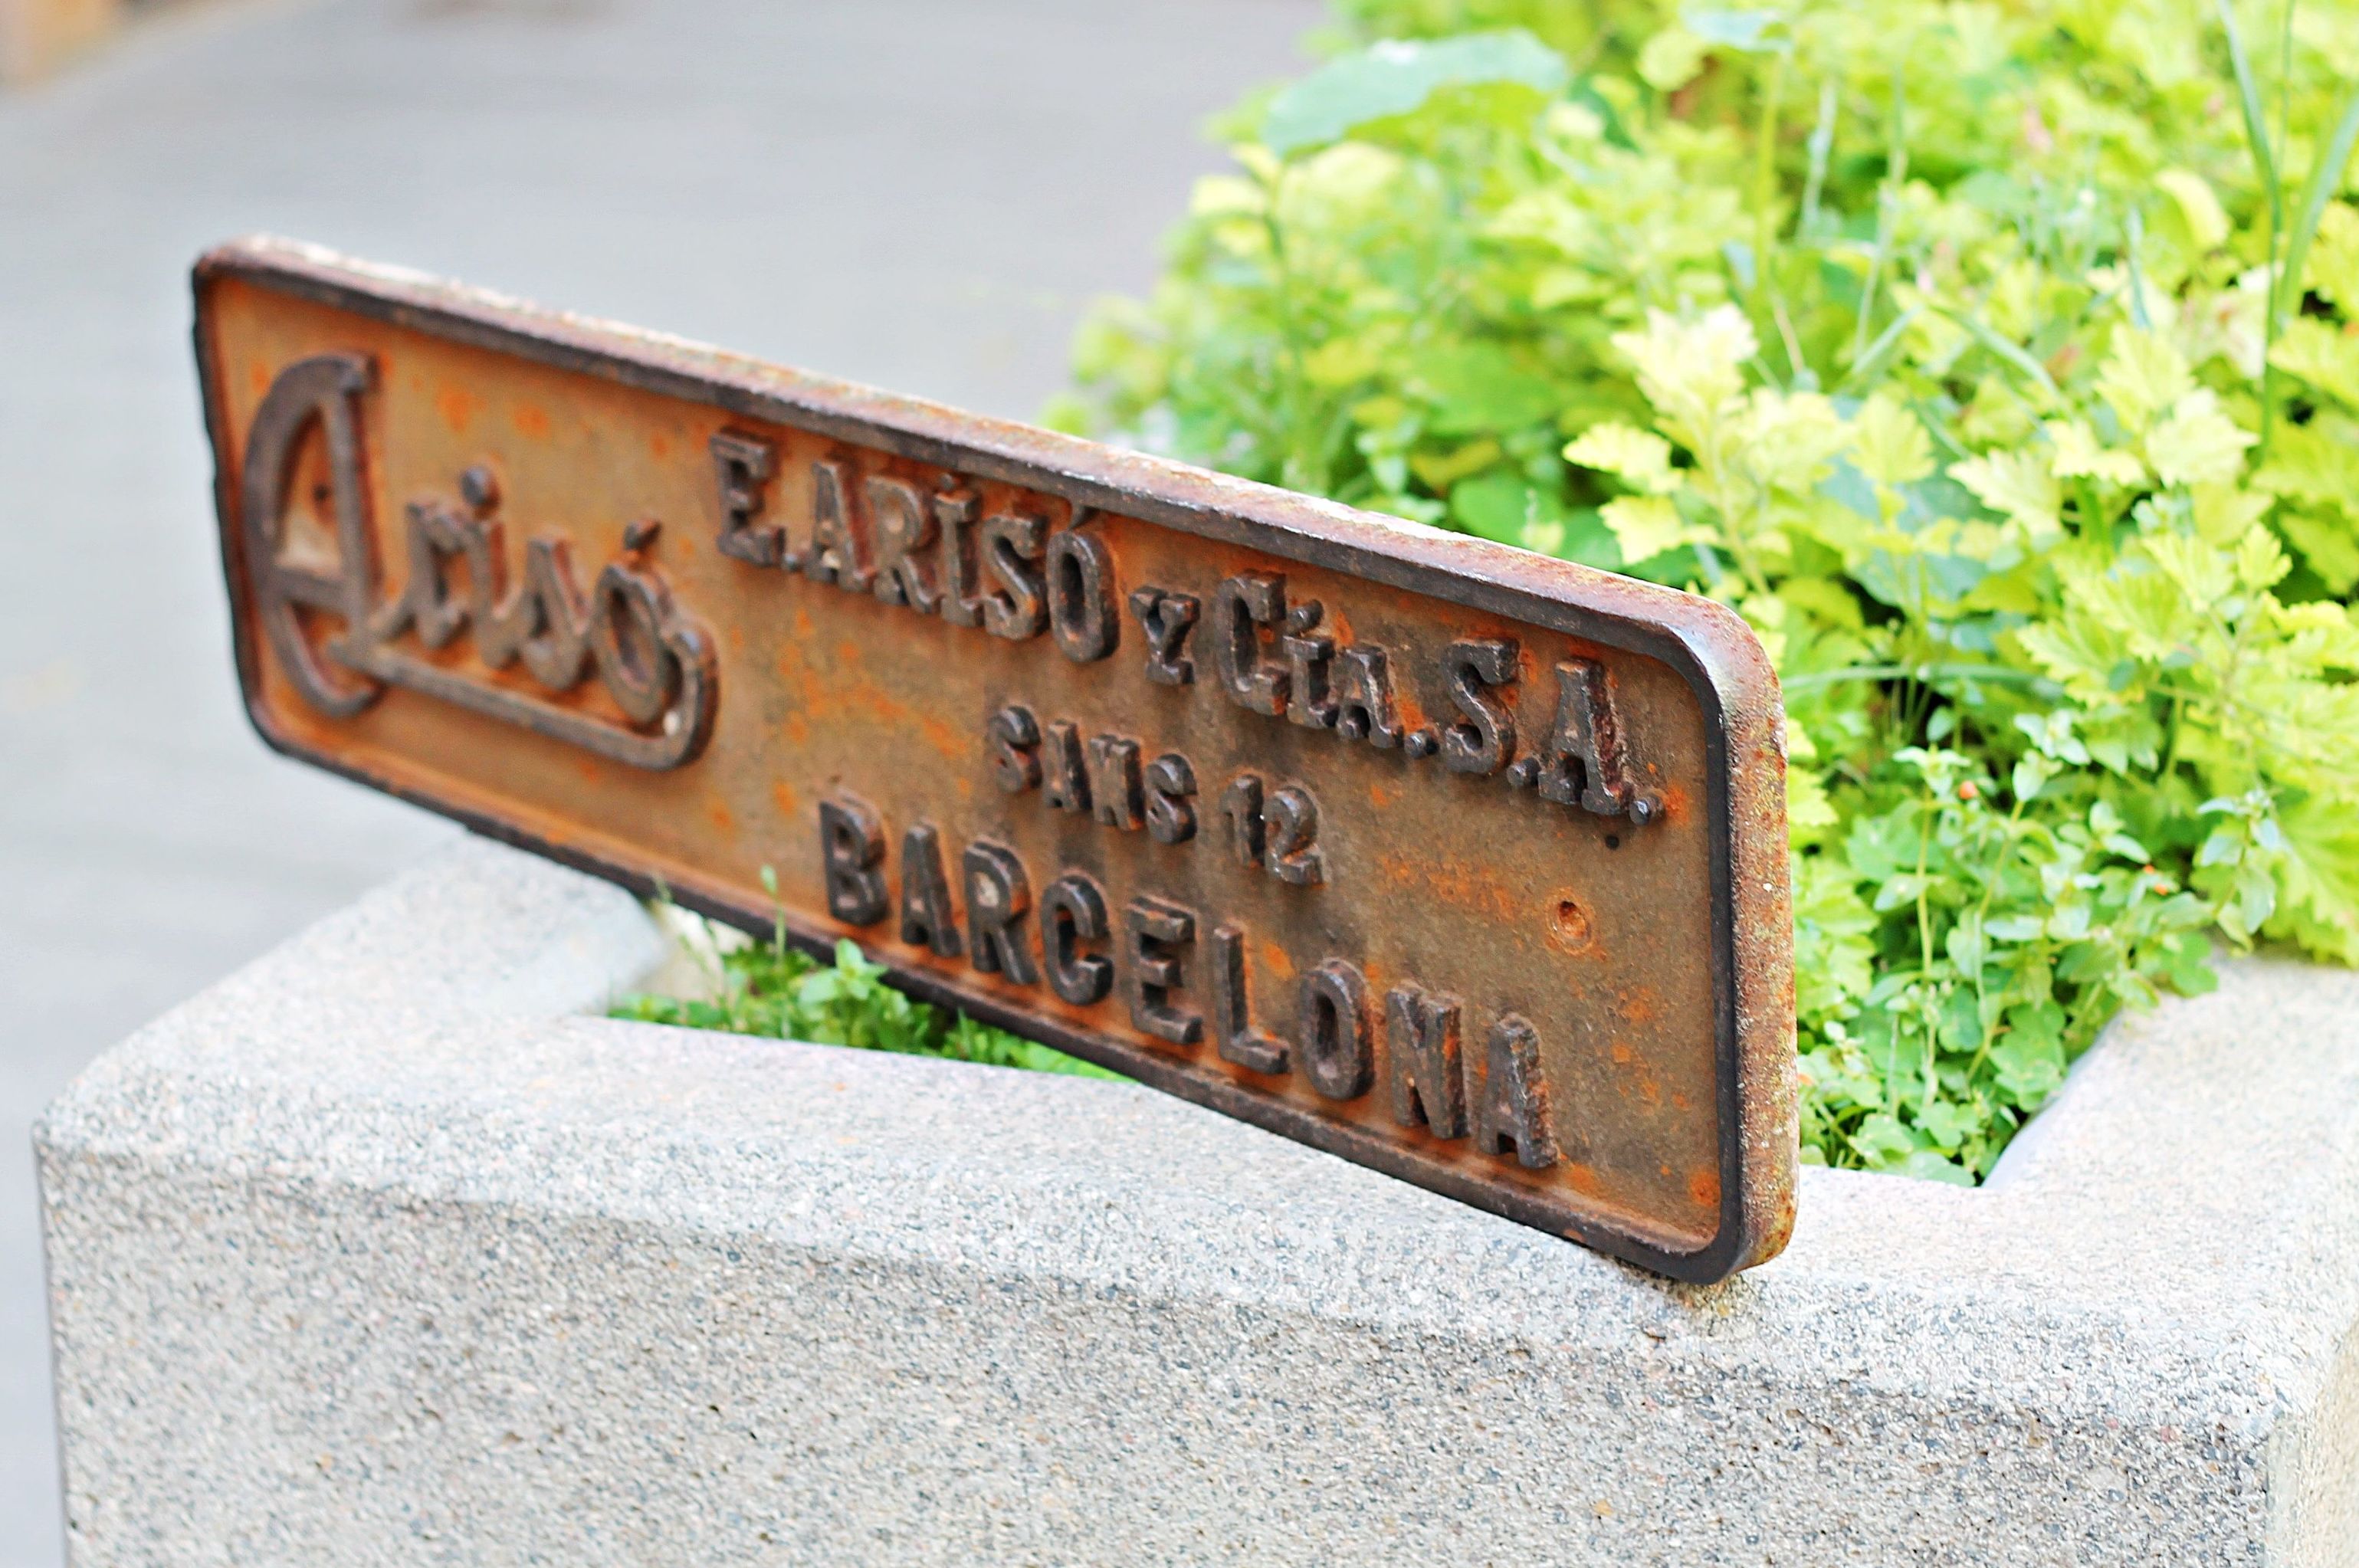 Arisó
E. ARISÓ Y Cía. S.A.
SANS 12
BARCELONA